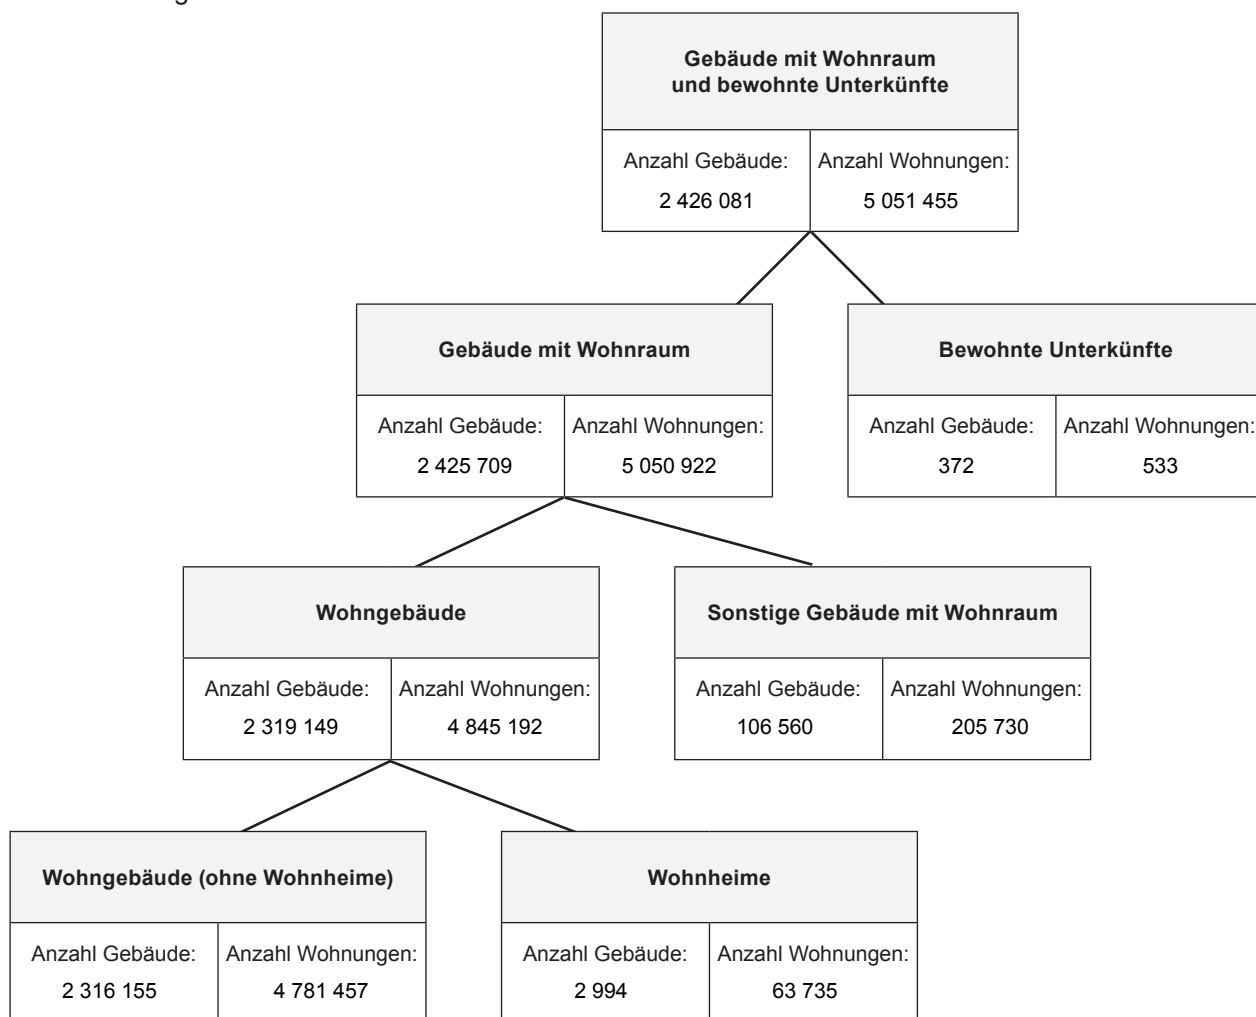 Gebäude mit Wohnraum
und bewohnte Unterkünfte
Anzahl Gebäude: Anzahl Wohnungen:
2 426 081 5 051 455
Gebäude mit Wohnraum Bewohnte Unterkünfte
Anzahl Gebäude: Anzahl Wohnungen: Anzahl Gebäude: Anzahl Wohnungen:
2 425 709 5 050 922 372 533
Wohngebäude Sonstige Gebäude mit Wohnraum
Anzahl Gebäude: Anzahl Wohnungen: Anzahl Gebäude: Anzahl Wohnungen:
2 319 149 4 845 192 106 560 205 730
Wohngebäude (ohne Wohnheime) Wohnheime
Anzahl Gebäude: Anzahl Wohnungen: Anzahl Gebäude: Anzahl Wohnungen:
2 316 155 4 781 457 2 994 63 735